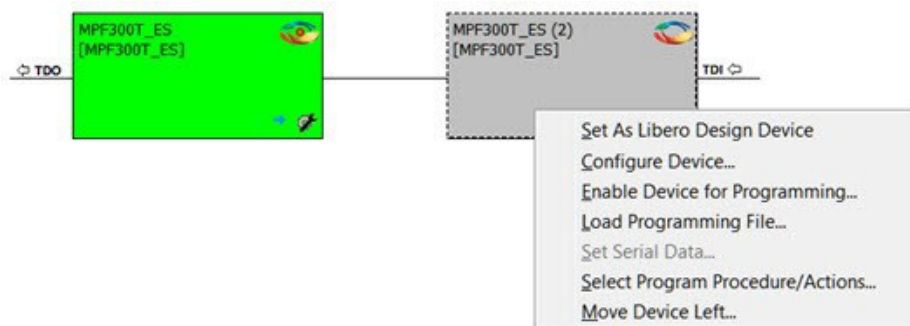 MPF300T_ES
[MPF300T_ES]
TDO
MPF300T_ES (2)
[MPF300T_ES]
TDI
Set As Libero Design Device
Configure Device...
Enable Device for Programming...
Load Programming File...
Set Serial Data...
Select Program Procedure/Actions...
Move Device Left...